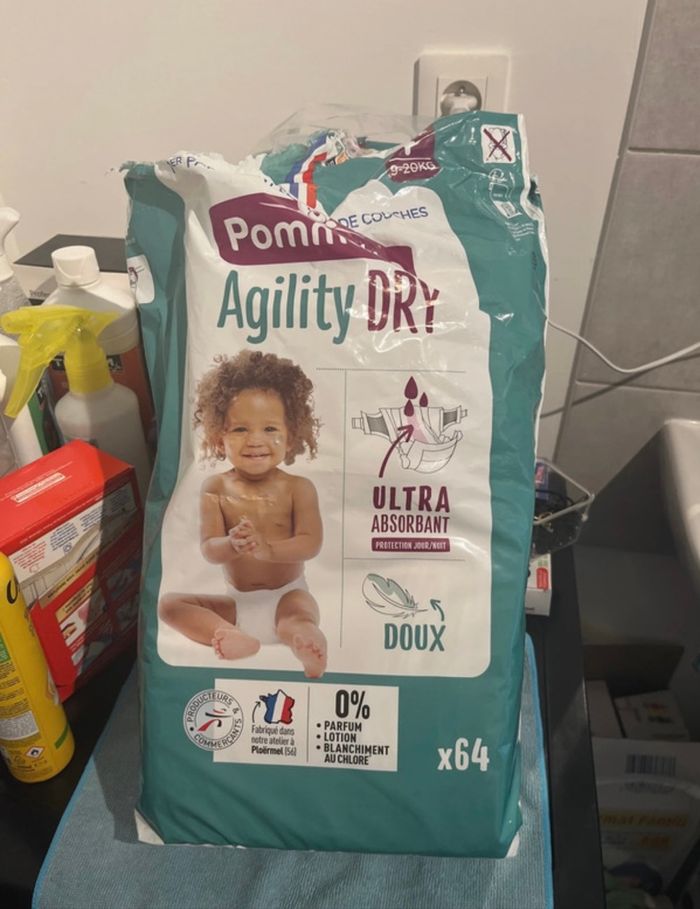 9-20KG
DE COUCHES
Agility DRY
ULTRA
ABSORBANT
PROTECTION JOUR/NUIT
DOUX
PRODUCTEURS &
COMMERÇANTS
Fabriqué dans
notre atelier à
Ploërmel (56)
0%
• PARFUM
• LOTION
• BLANCHIMENT
AU CHLORE
x64